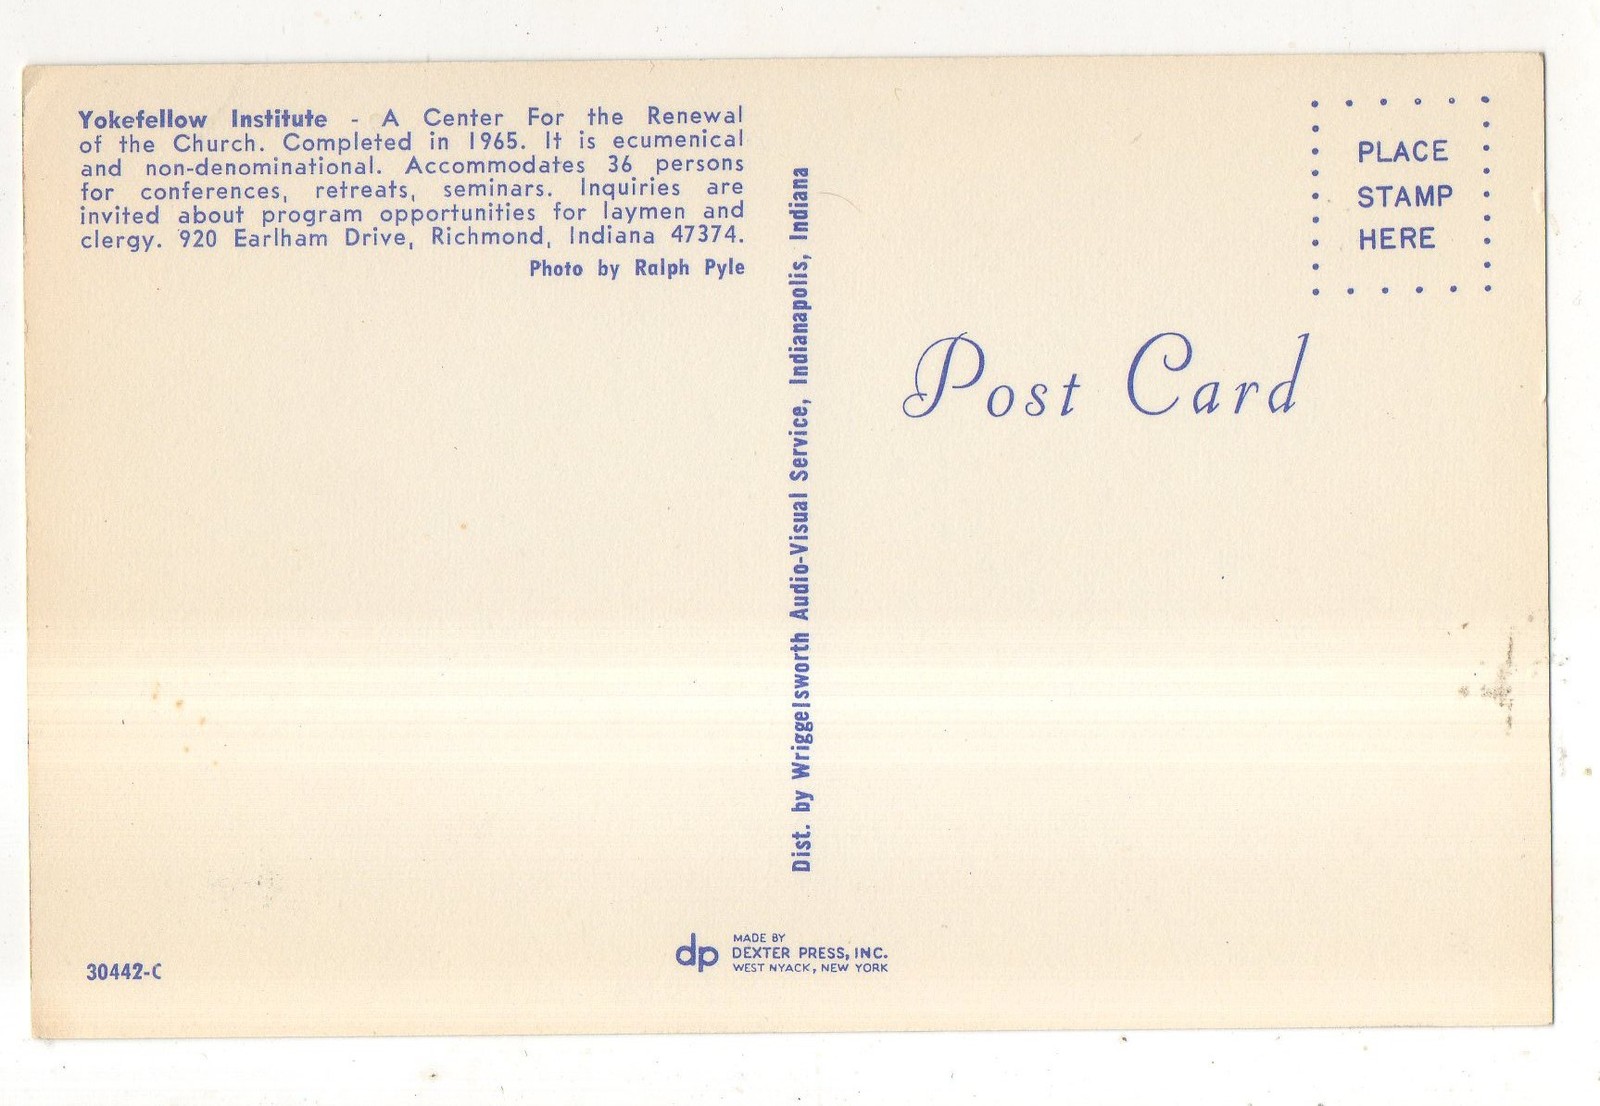 Yokefellow Institute - A Center For the Renewal
of the Church. Completed in 1965. It is ecumenical
and non-denominational. Accommodates 36 persons
for conferences, retreats, seminars. Inquiries are
invited about program opportunities for laymen and
clergy. 920 Earlham Drive, Richmond, Indiana 47374.
Photo by Ralph Pyle
Dist. by Wriggelsworth Audio-Visual Service, Indianapolis, Indiana
PLACE
STAMP
HERE
Post Card
30442-C
dp
MADE BY
DEXTER PRESS, INC.
WEST NYACK, NEW YORK